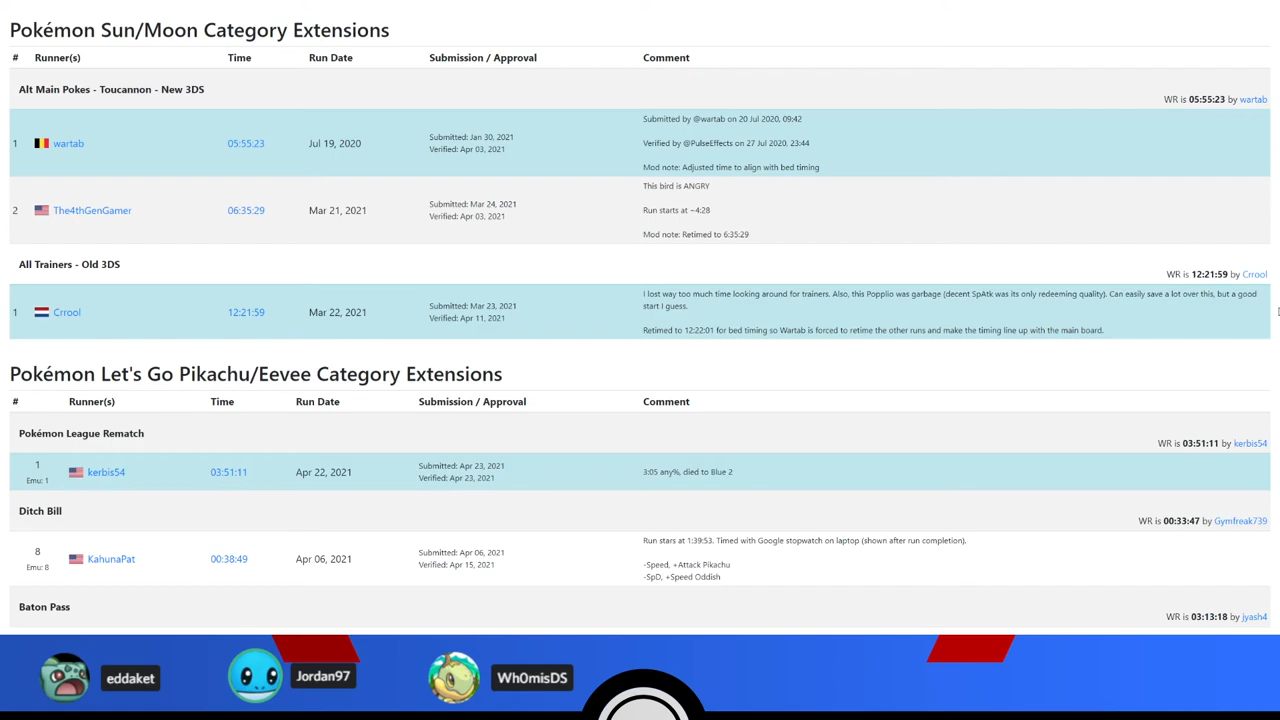 Pokémon Sun/Moon Category Extensions
# Runner(s) Time Run Date Submission / Approval Comment
Alt Main Pokes - Toucannon - New 3DS
WR is 05:55:23 by wartab
Submitted by @wartab on 20 Jul 2020, 09:42
1 wartab 05:55:23 Jul 19, 2020 Submitted: Jan 30, 2021
Verified: Apr 03, 2021
Verified by @PulseEffects on 27 Jul 2020, 23:44
Mod note: Adjusted time to align with bed timing
This bird is ANGRY
2 The4thGenGamer 06:35:29 Mar 21, 2021 Submitted: Mar 24, 2021
Verified: Apr 03, 2021
Run starts at ~4:28
Mod note: Retimed to 6:35:29
All Trainers - Old 3DS
WR is 12:21:59 by Crrool
1 Crrool 12:21:59 Mar 22, 2021 Submitted: Mar 23, 2021
Verified: Apr 11, 2021
I lost way too much time looking around for trainers. Also, this Popplio was garbage (decent SpAtk was its only redeeming quality). Can easily save a lot over this, but a good
start I guess.
Retimed to 12:22:01 for bed timing so Wartab is forced to retime the other runs and make the timing line up with the main board.
Pokémon Let's Go Pikachu/Eevee Category Extensions
# Runner(s) Time Run Date Submission / Approval Comment
Pokémon League Rematch
WR is 03:51:11 by kerbis54
1
Emu: 1
kerbis54 03:51:11 Apr 22, 2021 Submitted: Apr 23, 2021
Verified: Apr 23, 2021
3:05 any%, died to Blue 2
Ditch Bill
WR is 00:33:47 by Gymfreak739
8
Emu: 8
KahunaPat 00:38:49 Apr 06, 2021 Submitted: Apr 06, 2021
Verified: Apr 15, 2021
Run stars at 1:39:53. Timed with Google stopwatch on laptop (shown after run completion).
-Speed, +Attack Pikachu
-SpD, +Speed Oddish
Baton Pass
WR is 03:13:18 by jyash4
eddaket Jordan97 Wh0misDS